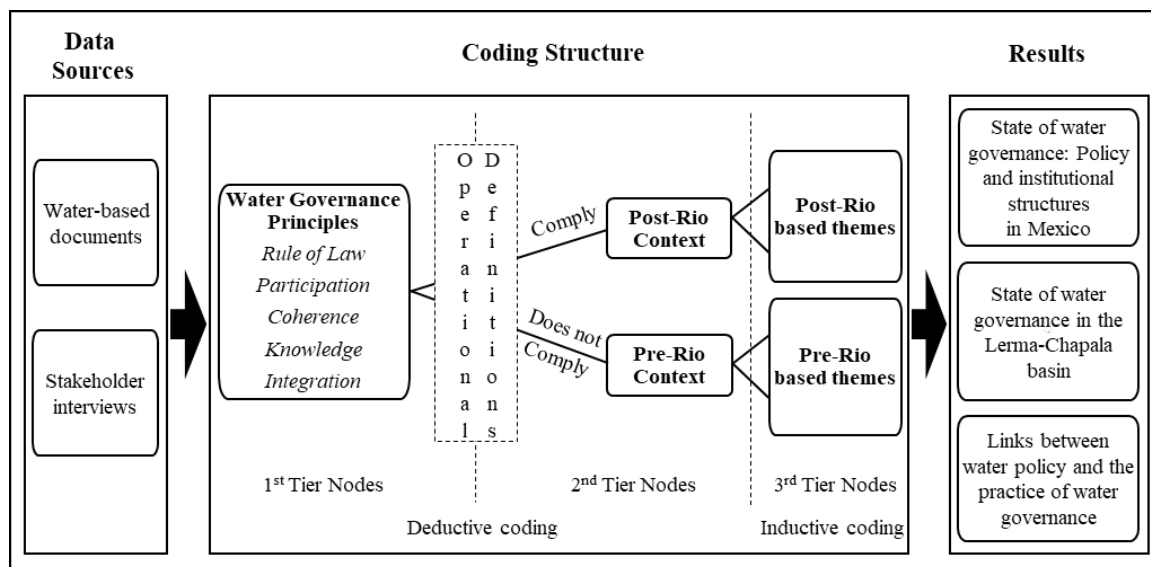 Data
Sources
Water-based
documents
Stakeholder
interviews
Coding Structure
Water Governance
Principles
Rule of Law
Participation
Coherence
Knowledge
Integration
Operational
Definitions
Comply
Does not
Comply
Post-Rio
Context
Pre-Rio
Context
Post-Rio
based themes
Pre-Rio
based themes
1st Tier Nodes
2nd Tier Nodes
3rd Tier Nodes
Deductive coding
Inductive coding
Results
State of water
governance: Policy
and institutional
structures
in Mexico
State of water
governance in the
Lerma-Chapala
basin
Links between
water policy and the
practice of water
governance